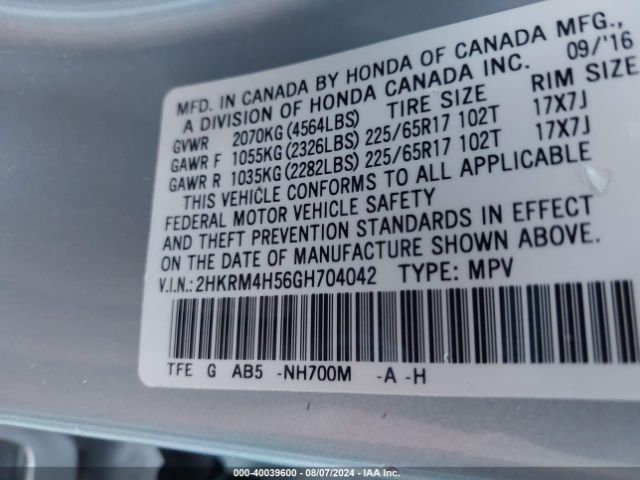 MFD. IN CANADA BY HONDA OF CANADA MFG.,
A DIVISION OF HONDA CANADA INC. 09/'16
TIRE SIZE RIM SIZE
GVWR 2070KG(4564LBS)
GAWR F 1055KG(2326LBS) 225/65R17 102T 17X7J
GAWR R 1035KG(2282LBS) 225/65R17 102T 17X7J
THIS VEHICLE CONFORMS TO ALL APPLICABLE
FEDERAL MOTOR VEHICLE SAFETY
AND THEFT PREVENTION STANDARDS IN EFFECT
ON THE DATE OF MANUFACTURE SHOWN ABOVE.
V.I.N.: 2HKRM4H56GH704042 TYPE: MPV
TFE G AB5 -NH700M -A -H
000-40039600 - 08/07/2024 - IAA Inc.